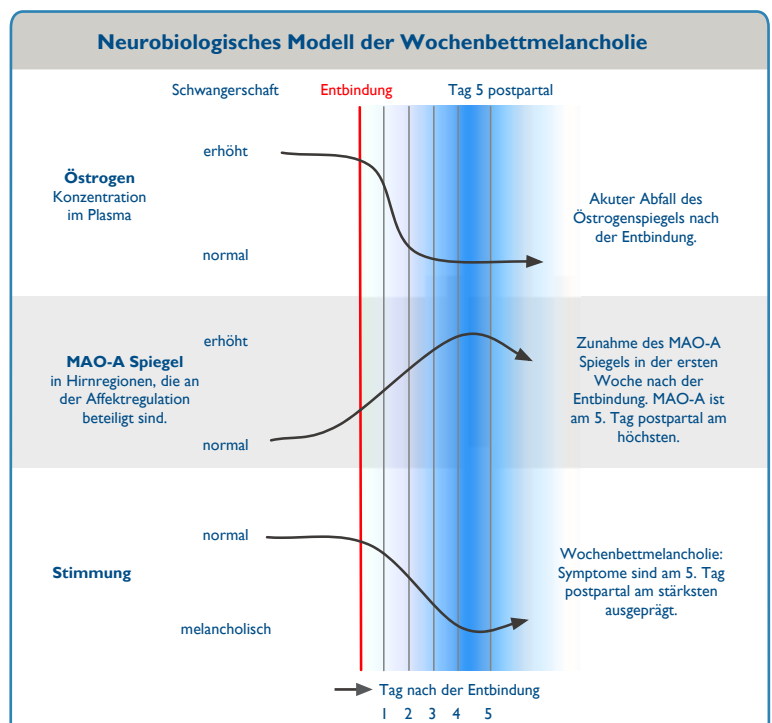 Neurobiologisches Modell der Wochenbettmelancholie
Schwangerschaft
Entbindung
Tag 5 postpartal
Östrogen
Konzentration
im Plasma
erhöht
normal
Akuter Abfall des
Östrogenspiegels nach
der Entbindung.
MAO-A Spiegel
in Hirnregionen, die an
der Affektregulation
beteiligt sind.
erhöht
normal
Zunahme des MAO-A
Spiegels in der ersten
Woche nach der
Entbindung. MAO-A ist
am 5. Tag postpartal am
höchsten.
Stimmung
normal
melancholisch
Wochenbettmelancholie:
Symptome sind am 5. Tag
postpartal am stärksten
ausgeprägt.
Tag nach der Entbindung
1 2 3 4 5